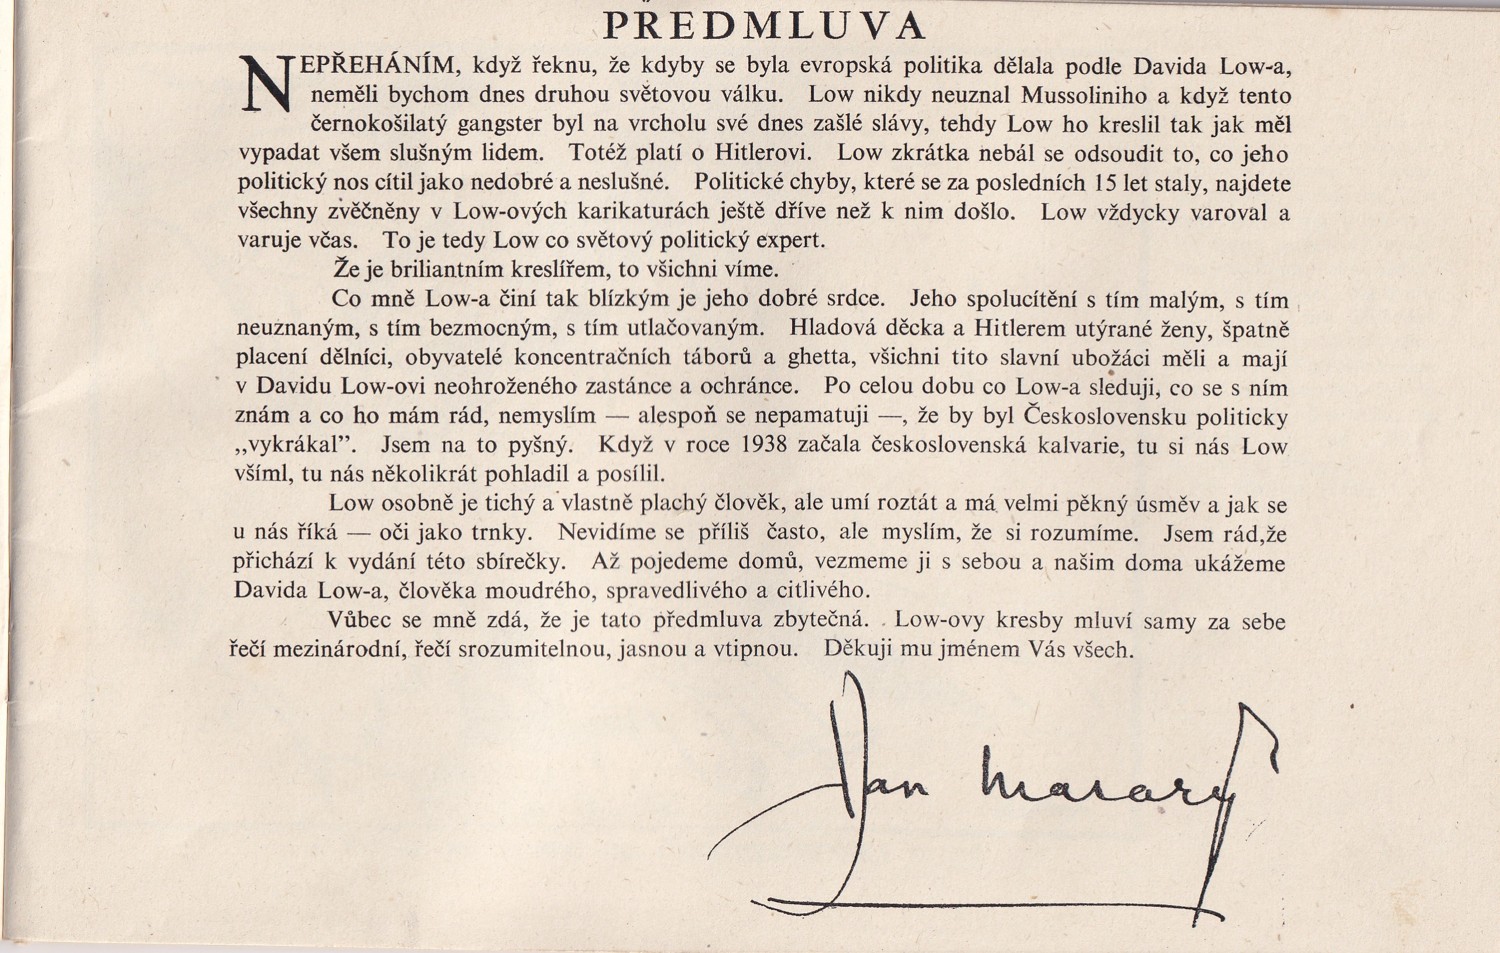 PŘEDMLUVA
NEPŘEHÁNÍM, když řeknu, že kdyby se byla evropská politika dělala podle Davida Low-a,
neměli bychom dnes druhou světovou válku. Low nikdy neuznal Mussoliniho a když tento
černokošilatý gangster byl na vrcholu své dnes zašlé slávy, tehdy Low ho kreslil tak jak měl
vypadat všem slušným lidem. Totéž platí o Hitlerovi. Low zkrátka nebál se odsoudit to, co jeho
politický nos cítil jako nedobré a neslušné. Politické chyby, které se za posledních 15 let staly, najdete
všechny zvěčněny v Low-ových karikaturách ještě dříve než k nim došlo. Low vždycky varoval a
varuje včas. To je tedy Low co světový politický expert.
Že je briliantním kreslířem, to všichni víme.
Co mně Low-a činí tak blízkým je jeho dobré srdce. Jeho spolucítění s tím malým, s tím
neuznaným, s tím bezmocným, s tím utlačovaným. Hladová děcka a Hitlerem utýrané ženy, špatně
placení dělníci, obyvatelé koncentračních táborů a ghetta, všichni tito slavní ubožáci měli a mají
v Davidu Low-ovi neohroženého zastánce a ochránce. Po celou dobu co Low-a sleduji, co se s ním
znám a co ho mám rád, nemyslím — alespoň se nepamatuji —, že by byl Československu politicky
„vykrákal”. Jsem na to pyšný. Když v roce 1938 začala československá kalvarie, tu si nás Low
všíml, tu nás několikrát pohladil a posílil.
Low osobně je tichý a vlastně plachý člověk, ale umí roztát a má velmi pěkný úsměv a jak se
u nás říká — oči jako trnky. Nevidíme se příliš často, ale myslím, že si rozumíme. Jsem rád,že
přichází k vydání této sbírečky. Až pojedeme domů, vezmeme ji s sebou a našim doma ukážeme
Davida Low-a, člověka moudrého, spravedlivého a citlivého.
Vůbec se mně zdá, že je tato předmluva zbytečná. Low-ovy kresby mluví samy za sebe
řečí mezinárodní, řečí srozumitelnou, jasnou a vtipnou. Děkuji mu jménem Vás všech.
Jan Masaryk